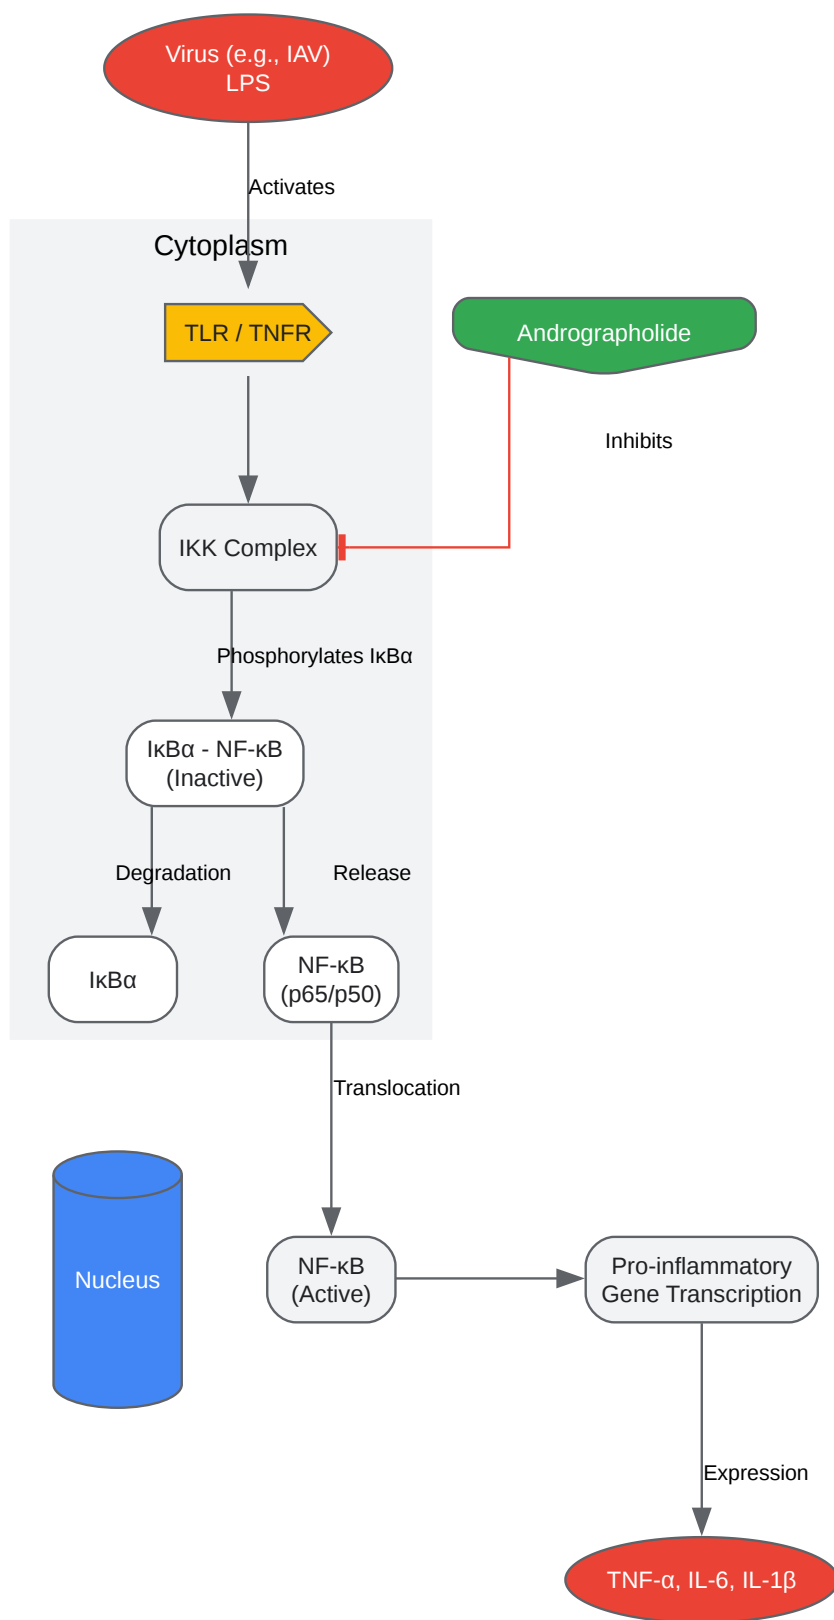 Virus (e.g., IAV)
LPS
Activates
Cytoplasm
TLR / TNFR
Andrographolide
Inhibits
IKK Complex
Phosphorylates IκBα
IκBα - NF-κB
(Inactive)
Degradation
Release
IκBα
NF-κB
(p65/p50)
Translocation
Nucleus
NF-κB
(Active)
Pro-inflammatory
Gene Transcription
Expression
TNF-α, IL-6, IL-1β